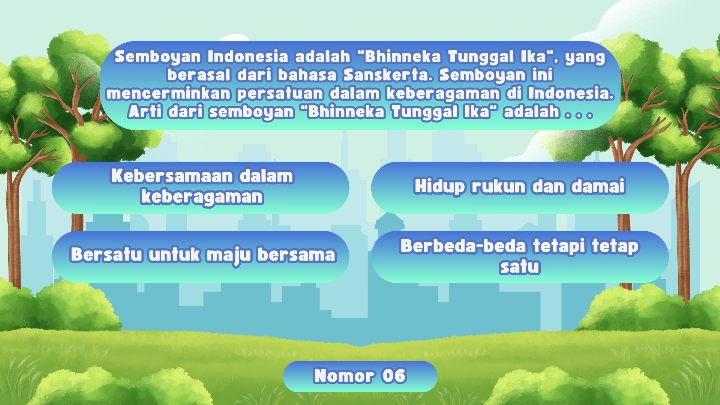 Semboyan Indonesia adalah "Bhinneka Tunggal Ika", yang
berasal dari bahasa Sanskerta. Semboyan ini
mencerminkan persatuan dalam keberagaman di Indonesia.
Arti dari semboyan "Bhinneka Tunggal Ika" adalah . . .
Kebersamaan dalam
keberagaman
Hidup rukun dan damai
Bersatu untuk maju bersama
Berbeda-beda tetapi tetap
satu
Nomor 06